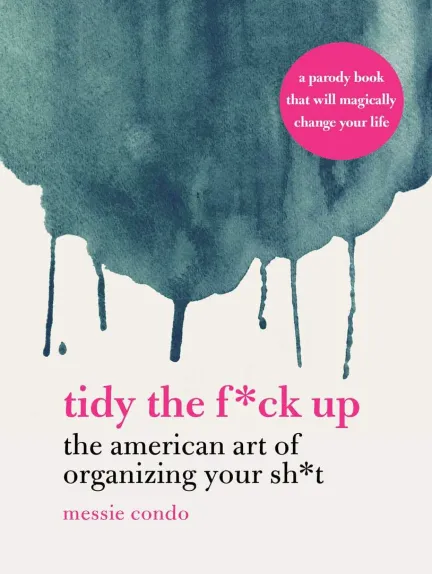 a parody book
that will magically
change your life
tidy the f*ck up
the american art of
organizing your sh*t
messie condo